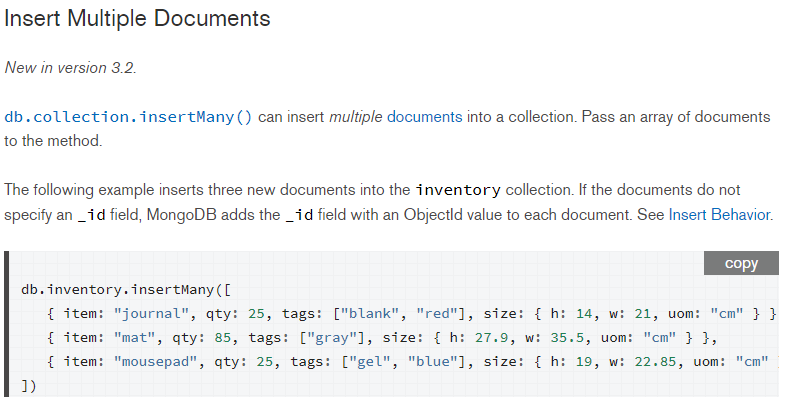 Insert Multiple Documents
New in version 3.2.
db.collection.insertMany() can insert multiple documents into a collection. Pass an array of documents
to the method.
The following example inserts three new documents into the inventory collection. If the documents do not
specify an _id field, MongoDB adds the _id field with an ObjectId value to each document. See Insert Behavior.
copy
db.inventory.insertMany([
{ item: "journal", qty: 25, tags: ["blank", "red"], size: { h: 14, w: 21, uom: "cm" } }
{ item: "mat", qty: 85, tags: ["gray"], size: { h: 27.9, w: 35.5, uom: "cm" } },
{ item: "mousepad", qty: 25, tags: ["gel", "blue"], size: { h: 19, w: 22.85, uom: "cm"
])